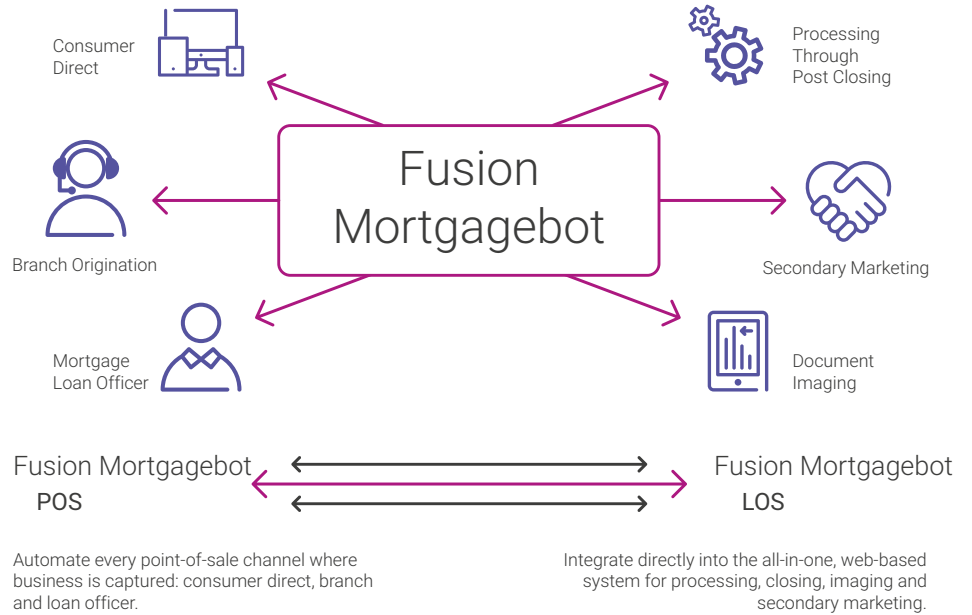 Consumer
Direct
Processing
Through
Post Closing
Fusion
Mortgagebot
Branch Origination
Secondary Marketing
Mortgage
Loan Officer
Document
Imaging
Fusion Mortgagebot
POS
Fusion Mortgagebot
LOS
Automate every point-of-sale channel where
business is captured: consumer direct, branch
and loan officer.
Integrate directly into the all-in-one, web-based
system for processing, closing, imaging and
secondary marketing.